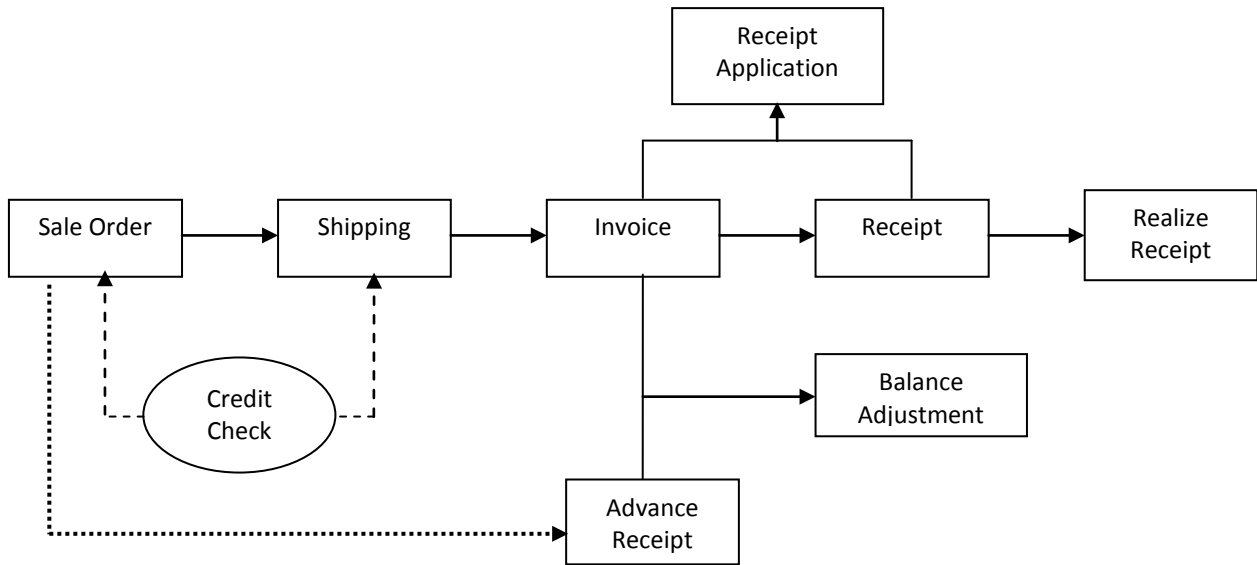 Receipt
Application
Sale Order
Shipping
Invoice
Receipt
Realize
Receipt
Credit
Check
Balance
Adjustment
Advance
Receipt